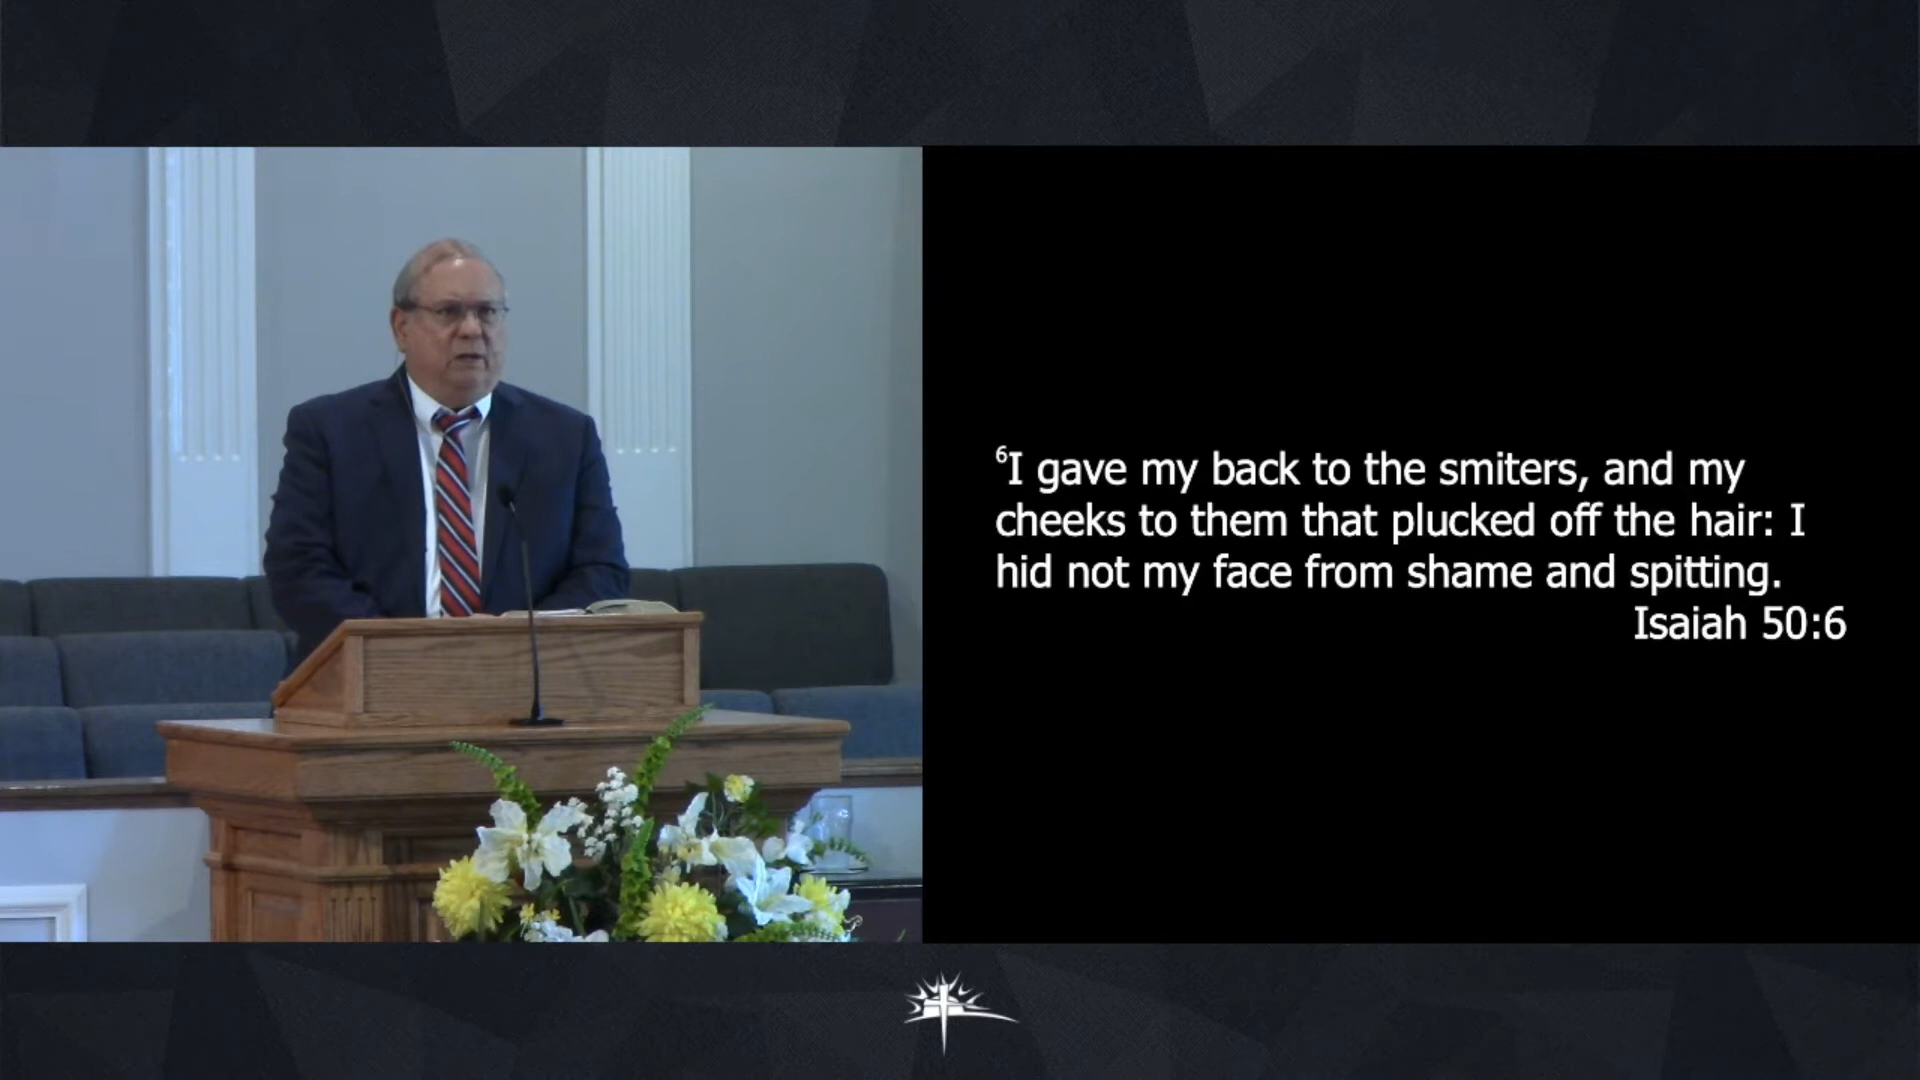 ⁶I gave my back to the smiters, and my
cheeks to them that plucked off the hair: I
hid not my face from shame and spitting.
Isaiah 50:6